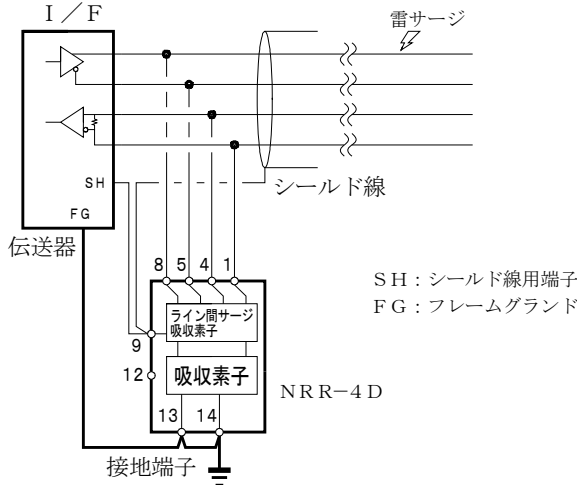 I／F
雷サージ
SH
シールド線
FG
伝送器
8 5 4 1
SH：シールド線用端子
FG：フレームグランド
ライン間サージ
吸収素子
9
12
吸収素子
NRR−4D
13 14
接地端子